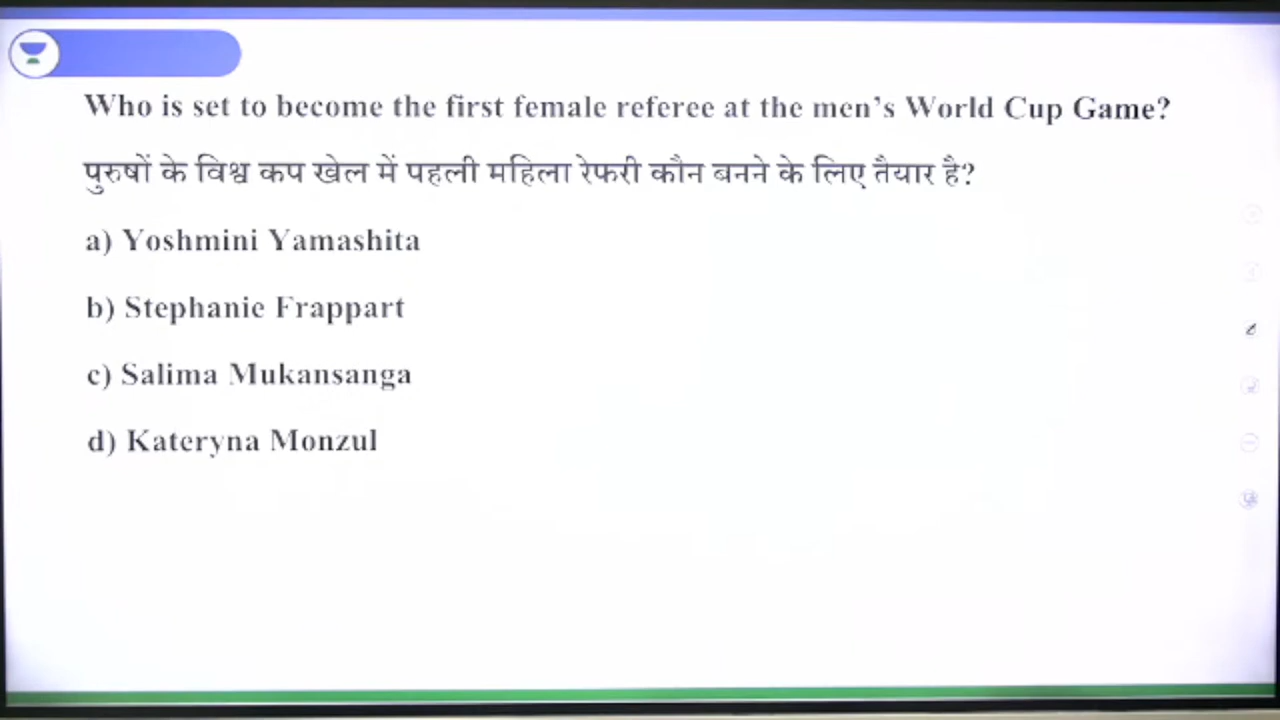 Who is set to become the first female referee at the men's World Cup Game?
पुरुषों के विश्व कप खेल में पहली महिला रेफरी कौन बनने के लिए तैयार है?
a) Yoshmini Yamashita
b) Stephanie Frappart
c) Salima Mukansanga
d) Kateryna Monzul